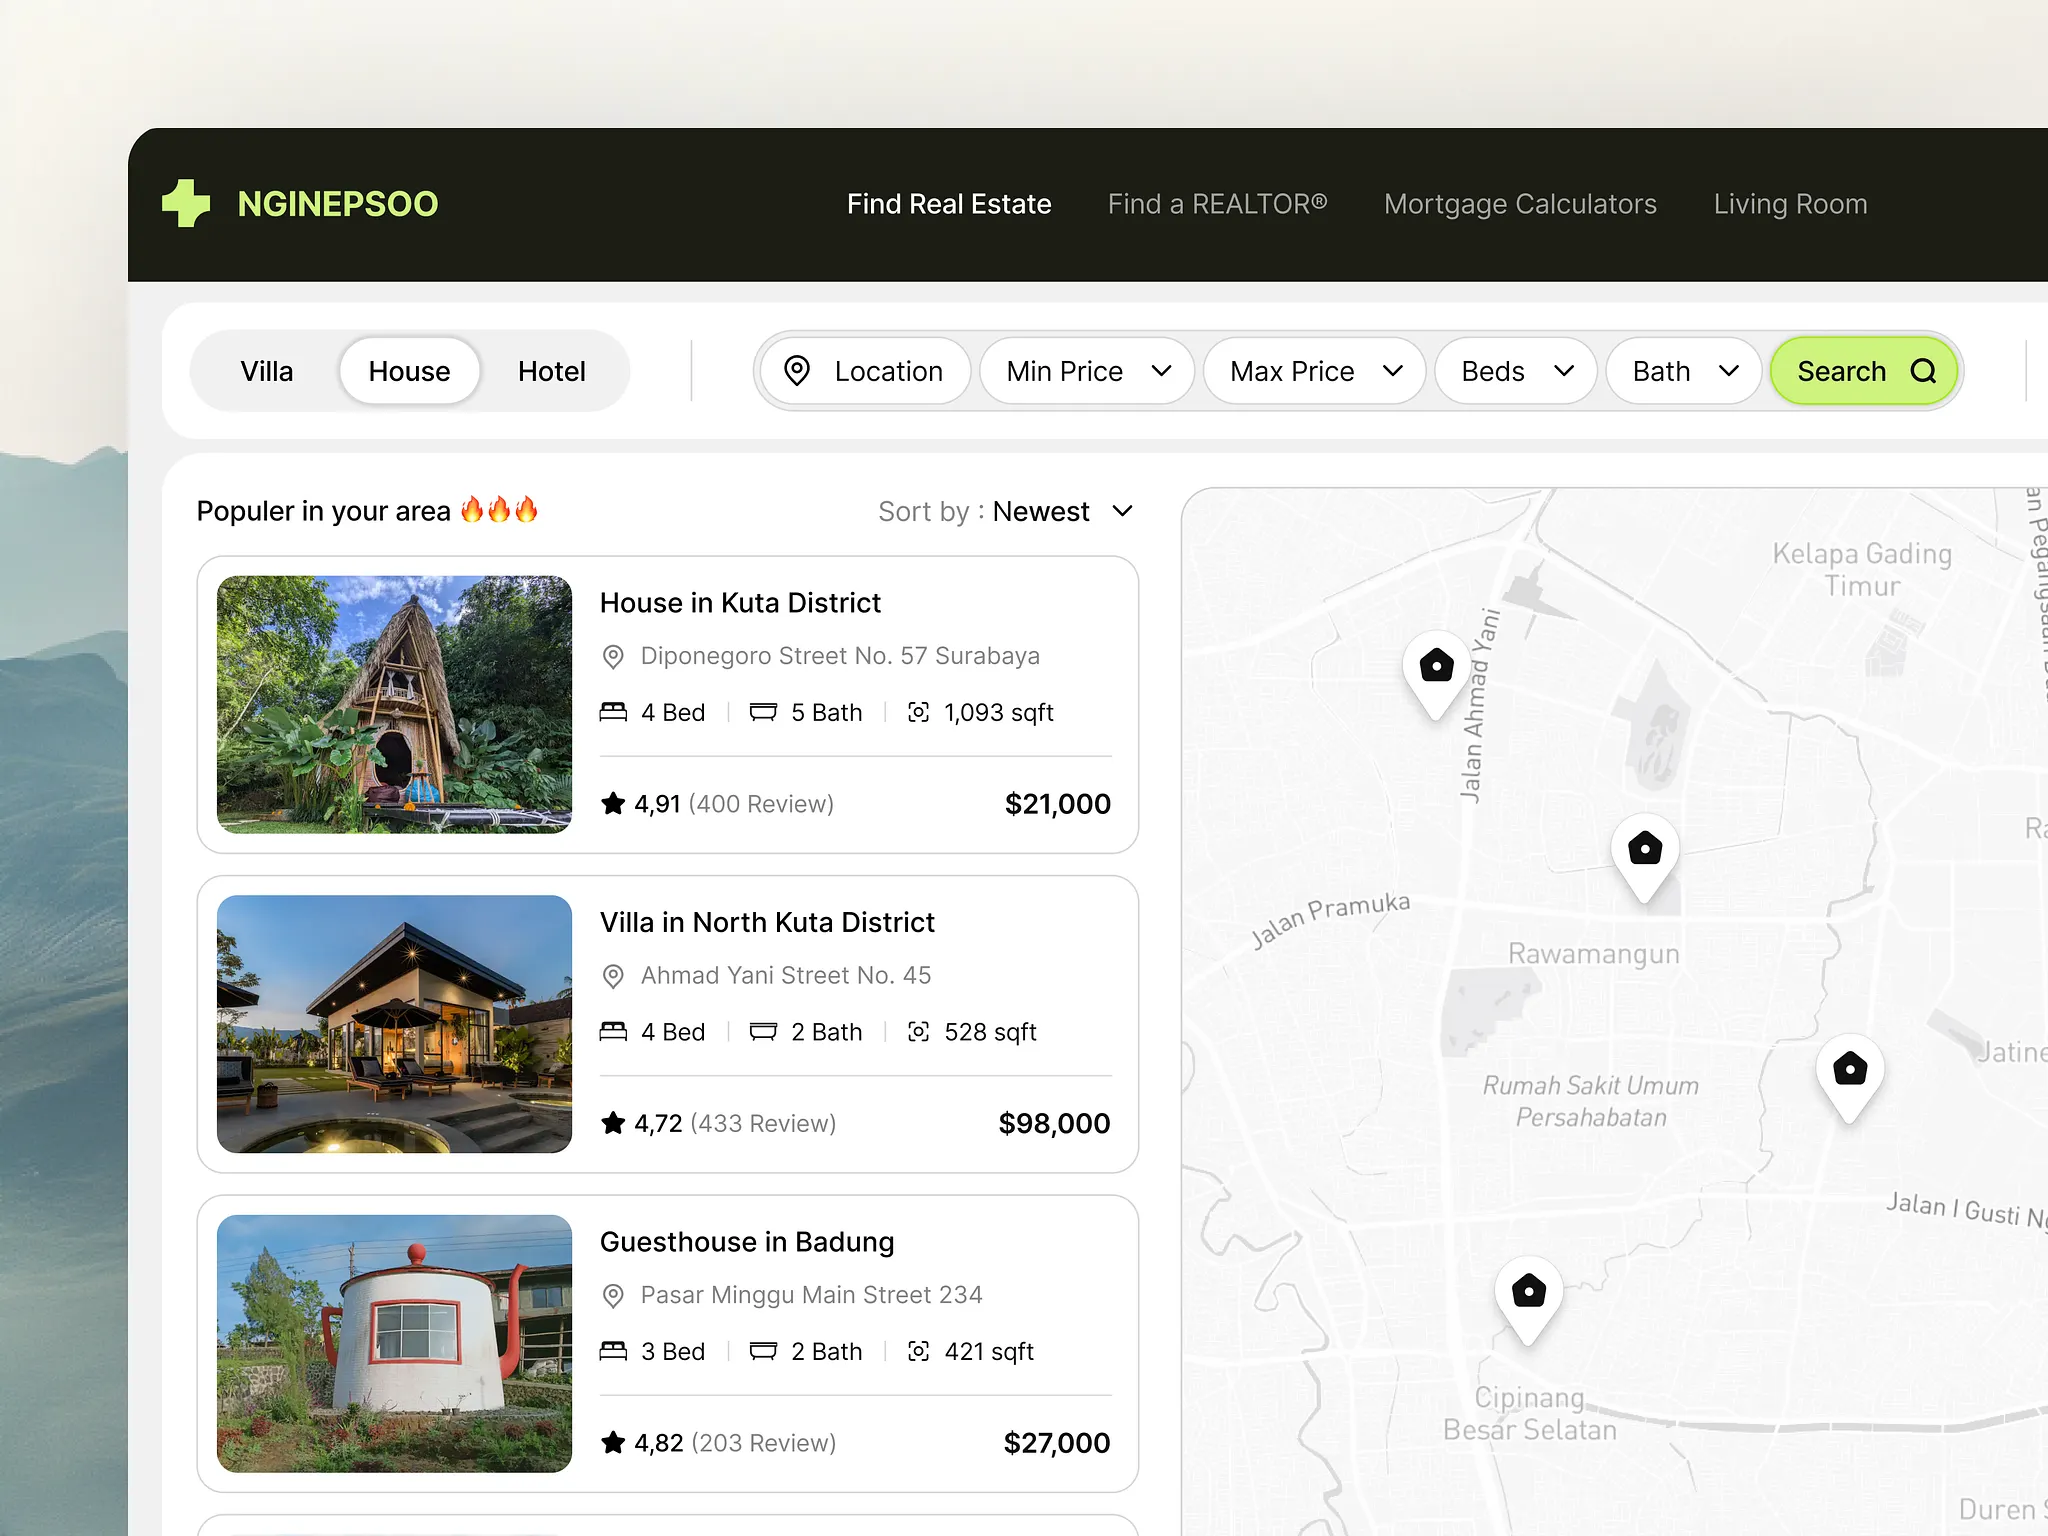 NGINEPSOO
Find Real Estate
Find a REALTOR®
Mortgage Calculators
Living Room
Villa
House
Hotel
Location
Min Price
Max Price
Beds
Bath
Search
Populer in your area 🔥🔥🔥
Sort by : Newest
House in Kuta District
Diponegoro Street No. 57 Surabaya
4 Bed
5 Bath
1,093 sqft
4,91 (400 Review)
$21,000
Villa in North Kuta District
Ahmad Yani Street No. 45
4 Bed
2 Bath
528 sqft
4,72 (433 Review)
$98,000
Guesthouse in Badung
Pasar Minggu Main Street 234
3 Bed
2 Bath
421 sqft
4,82 (203 Review)
$27,000
Kelapa Gading
Timur
Jalan Ahmad Yani
Jalan Pramuka
Rawamangun
Rumah Sakit Umum
Persahabatan
Jatine
Jalan I Gusti
Cipinang
Besar Selatan
Duren